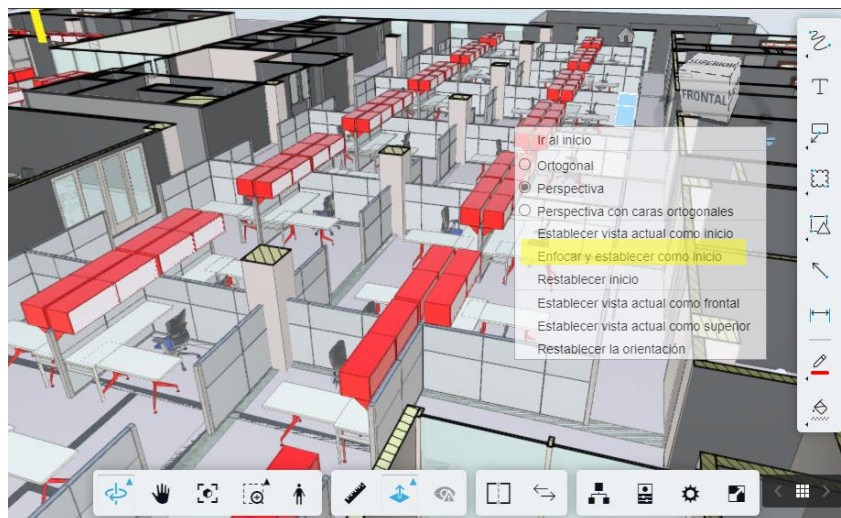 SUPERIOR
FRONTAL
Ir al inicio
Ortogonal
Perspectiva
Perspectiva con caras ortogonales
Establecer vista actual como inicio
Enfocar y establecer como inicio
Restablecer inicio
Establecer vista actual como frontal
Establecer vista actual como superior
Restablecer la orientación
T